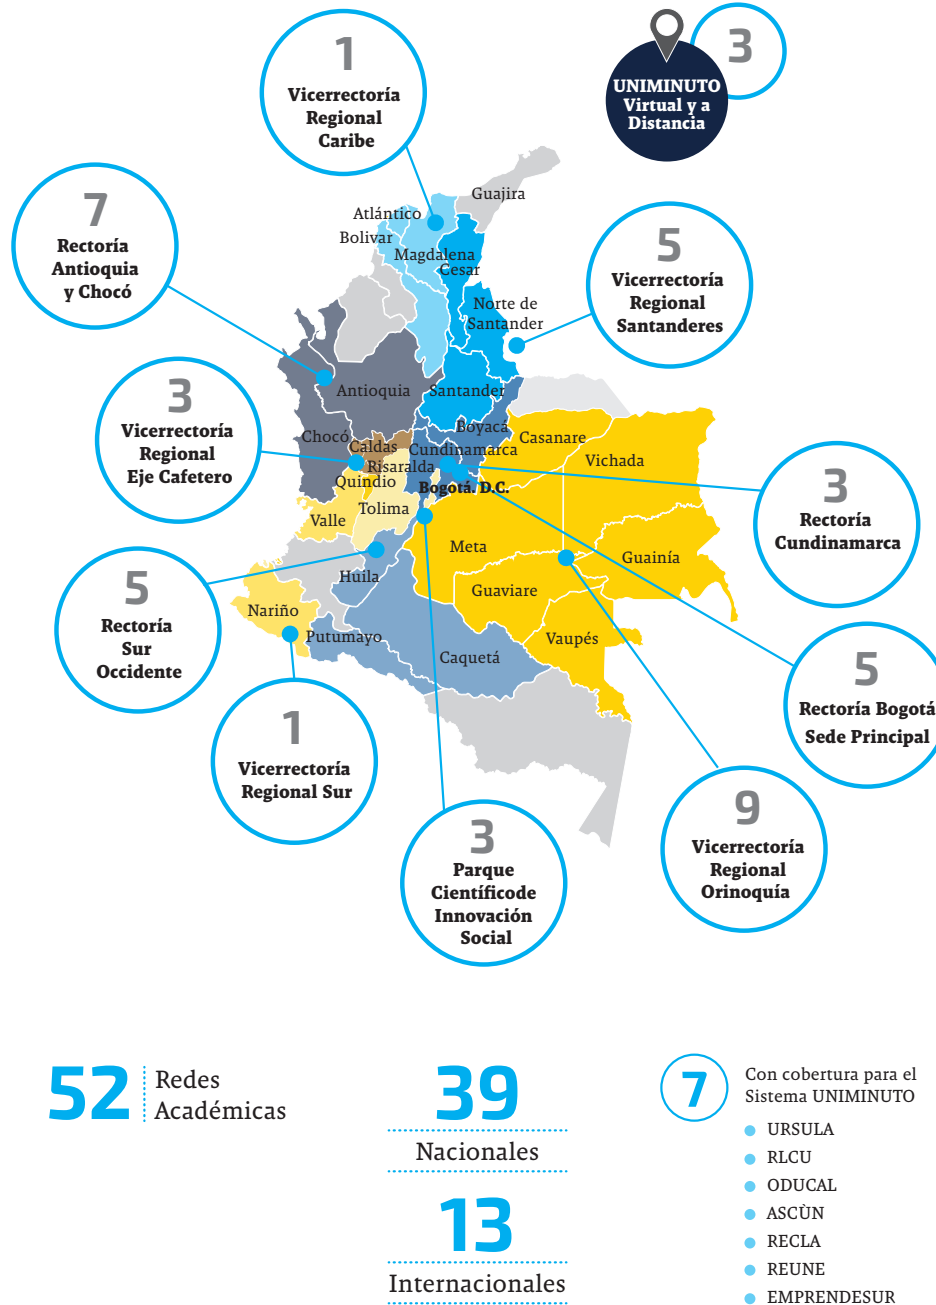 1
Vicerrectoría
Regional
Caribe
UNIMINUTO
Virtual y a
Distancia
3
7
Rectoría
Antioquia
y Chocó
5
Vicerrectoría
Regional
Santanderes
3
Vicerrectoría
Regional
Eje Cafetero
3
Rectoría
Cundinamarca
5
Rectoría
Sur
Occidente
5
Rectoría Bogotá
Sede Principal
1
Vicerrectoría
Regional Sur
3
Parque
Científicode
Innovación
Social
9
Vicerrectoría
Regional
Orinoquía
Guajira
Atlántico
Bolivar
Magdalena
Cesar
Norte de
Santander
Antioquia
Santander
Boyacá
Chocó
Caldas
Cundinamarca
Casanare
Vichada
Risaralda
Quindio
Bogotá. D.C.
Tolima
Valle
Meta
Guainía
Huila
Guaviare
Nariño
Putumayo
Vaupés
Caquetá
52
Redes
Académicas
39
Nacionales
13
Internacionales
7
Con cobertura para el
Sistema UNIMINUTO
URSULA
RLCU
ODUCAL
ASCÙN
RECLA
REUNE
EMPRENDESUR